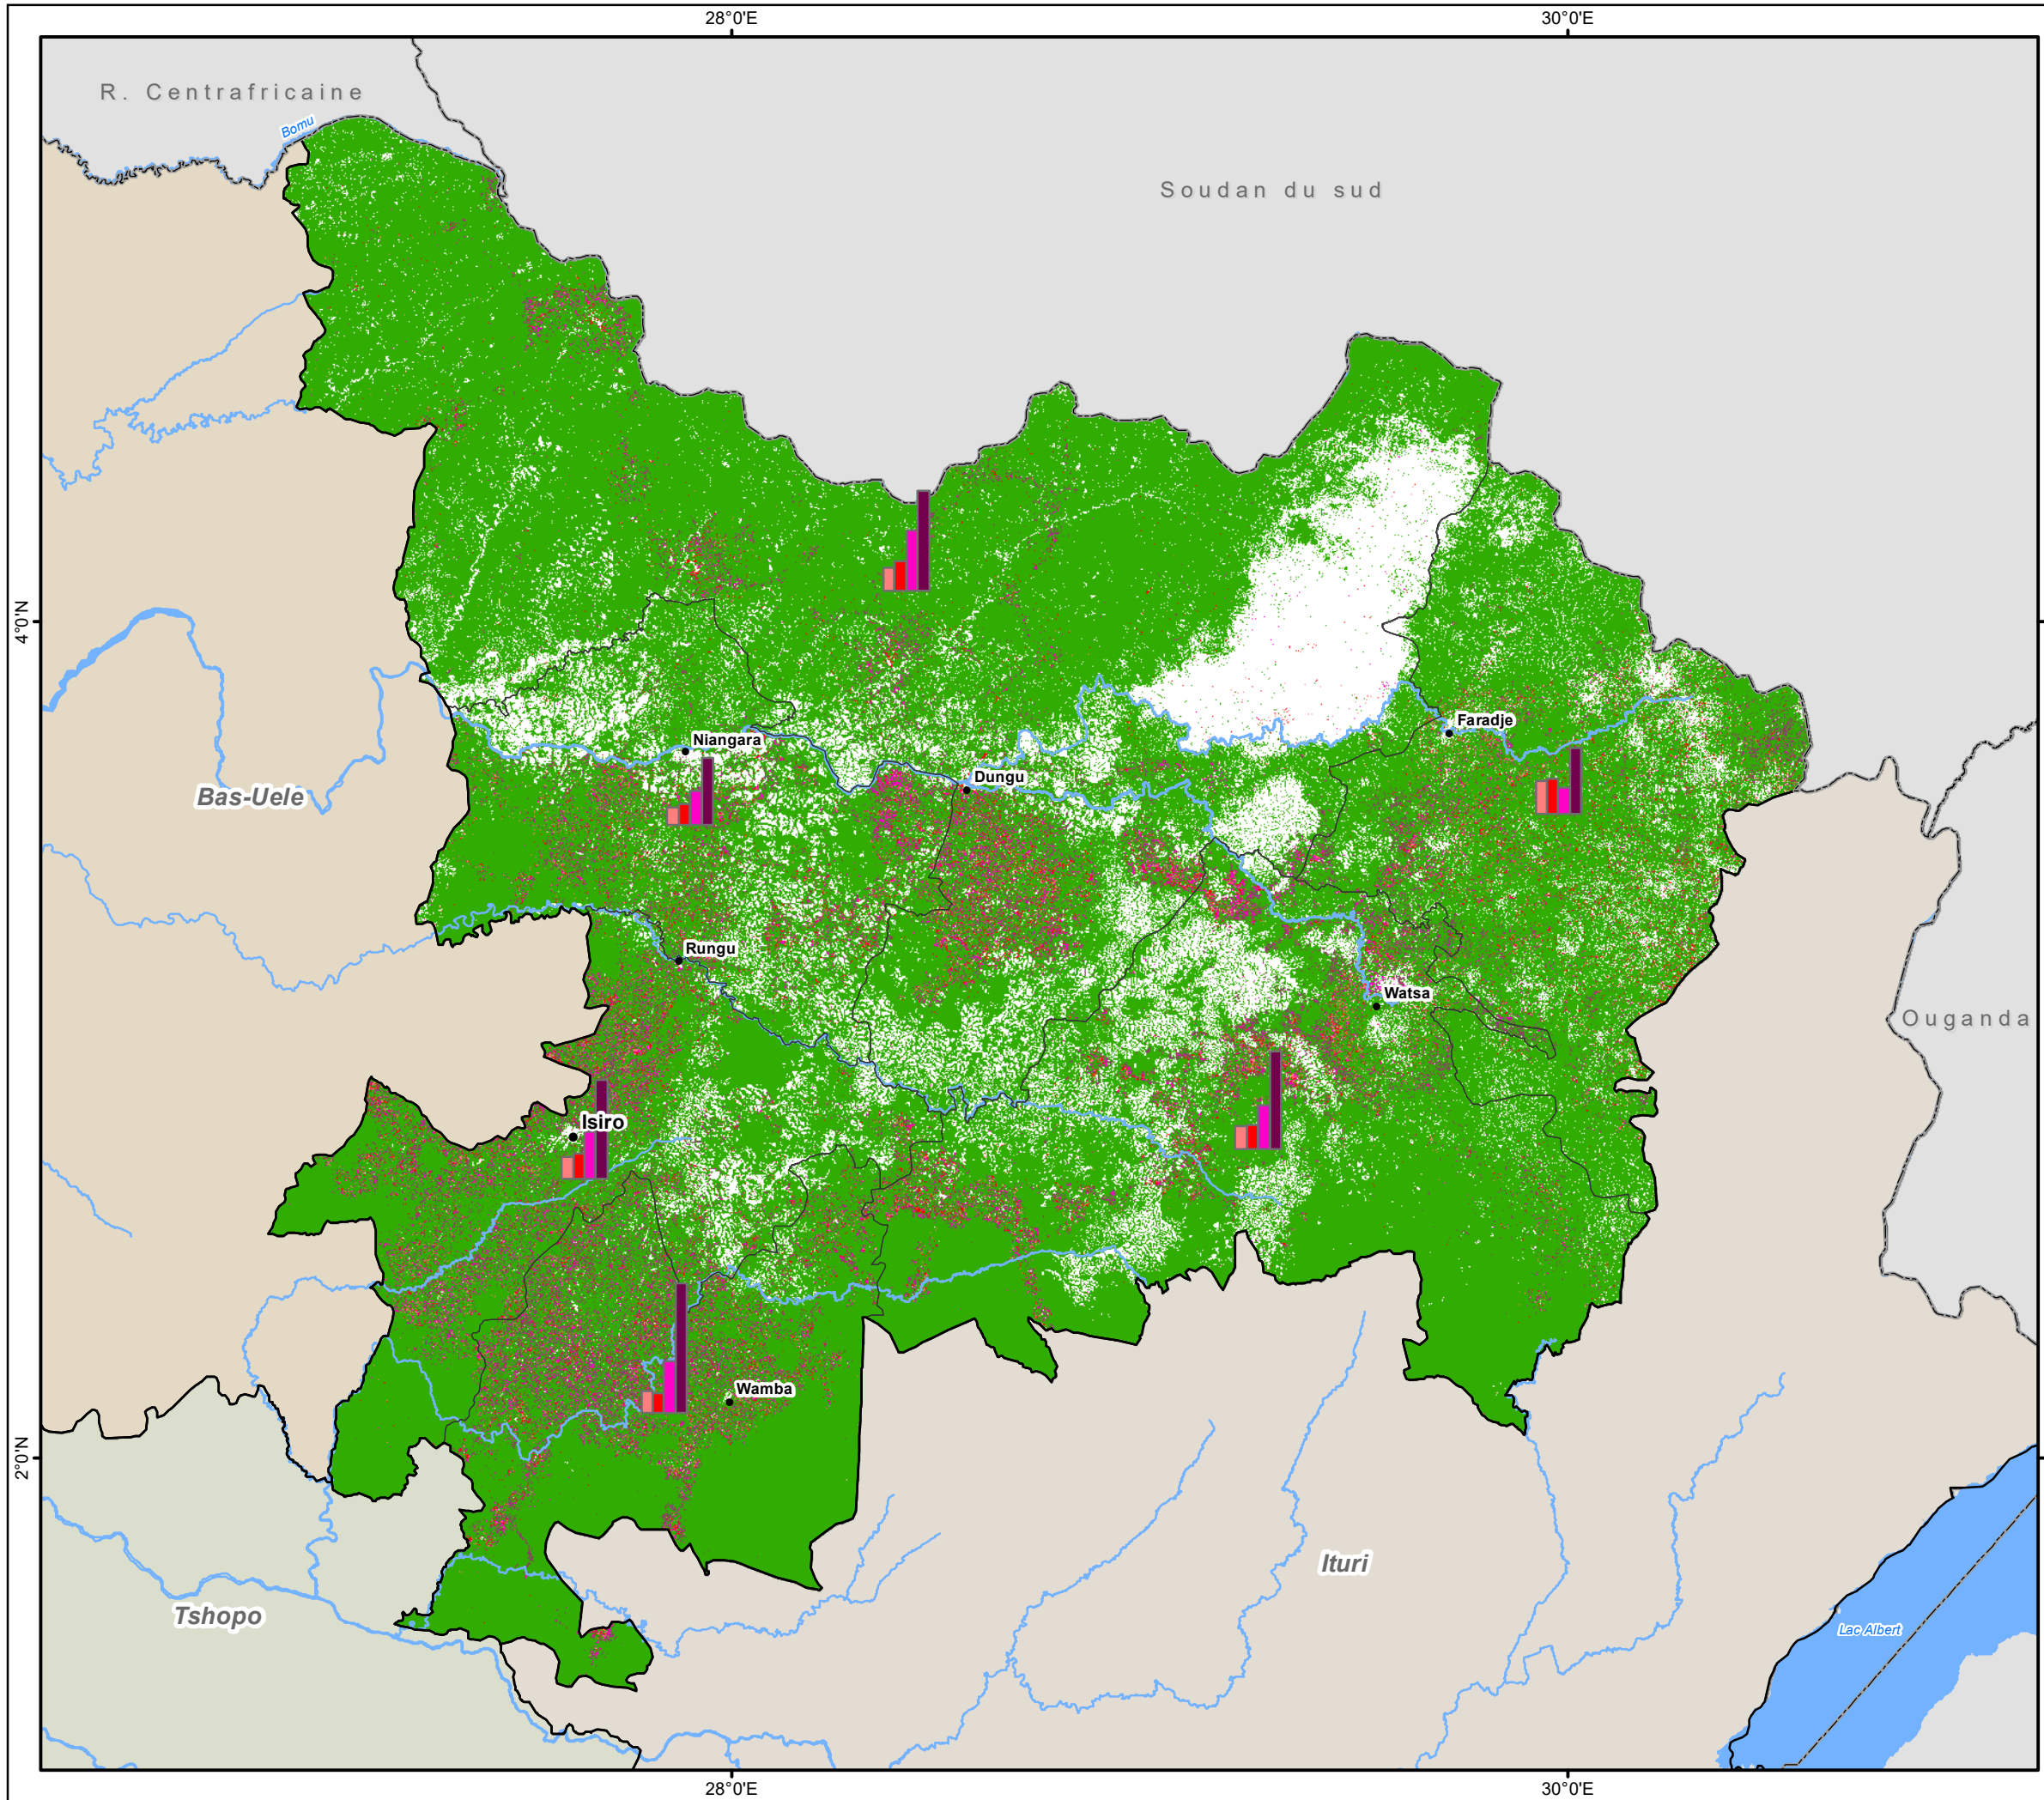 28°0'E
30°0'E
R. Centrafricaine
Bomu
Soudan du sud
4°0'N
Faradje
Niangara
Dungu
Bas-Uele
Rungu
Watsa
Ouganda
Isiro
Wamba
2°0'N
Ituri
Tshopo
Lac Albert
28°0'E
30°0'E